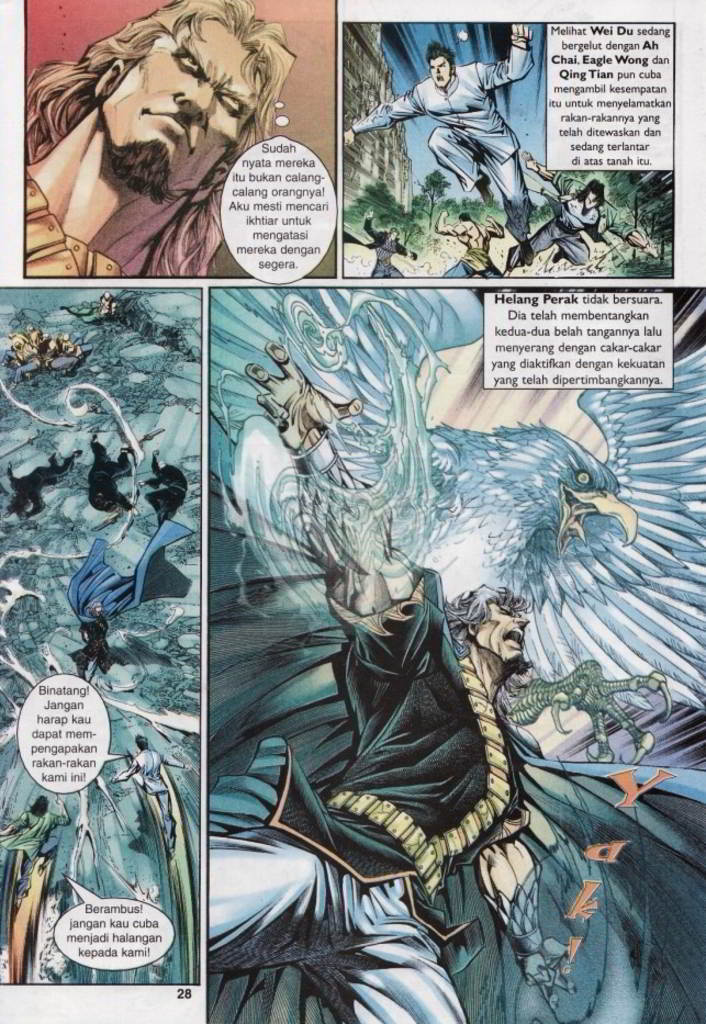 Sudah
nyata mereka
itu bukan calang-
calang orangnya!
Aku mesti mencari
ikhtiar untuk
mengatasi
mereka dengan
segera.
Melihat Wei Du sedang
bergelut dengan Ah
Chai, Eagle Wong dan
Qing Tian pun cuba
mengambil kesempatan
itu untuk menyelamatkan
rakan-rakannya yang
telah ditewaskan dan
sedang terlantar
di atas tanah itu.
Binatang!
Jangan
harap kau
dapat mem-
pengapakan
rakan-rakan
kami ini!
Berambus!
jangan kau cuba
menjadi halangan
kepada kami!
Helang Perak tidak bersuara.
Dia telah membentangkan
kedua-dua belah tangannya lalu
menyerang dengan cakar-cakar
yang diaktifkan dengan kekuatan
yang telah dipertimbangkannya.
Yak!
28